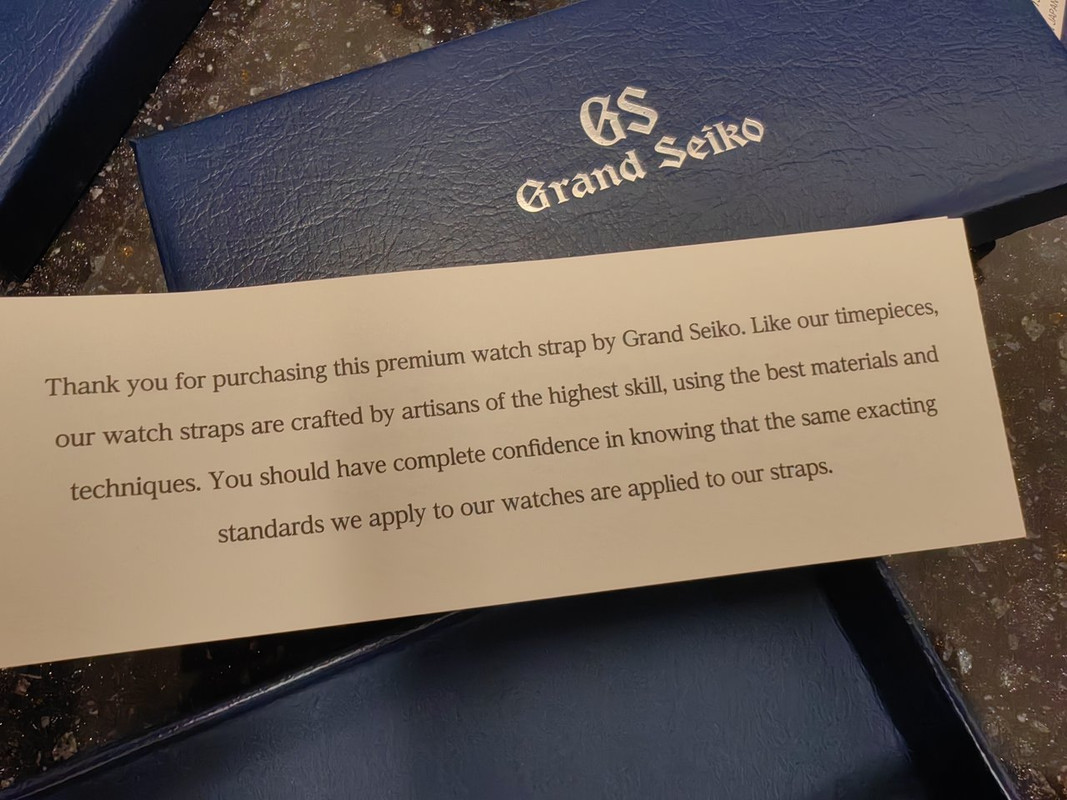 JAPAN
GS
Grand Seiko
Thank you for purchasing this premium watch strap by Grand Seiko. Like our timepieces,
our watch straps are crafted by artisans of the highest skill, using the best materials and
techniques. You should have complete confidence in knowing that the same exacting
standards we apply to our watches are applied to our straps.